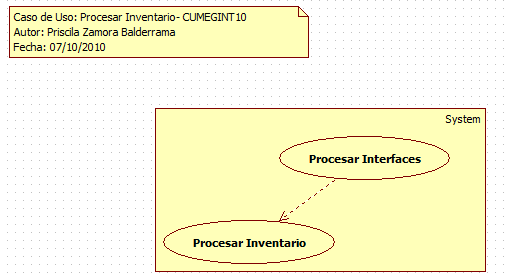 Caso de Uso: Procesar Inventario- CUMEGINT10
Autor: Priscila Zamora Balderrama
Fecha: 07/10/2010
System
Procesar Interfaces
Procesar Inventario